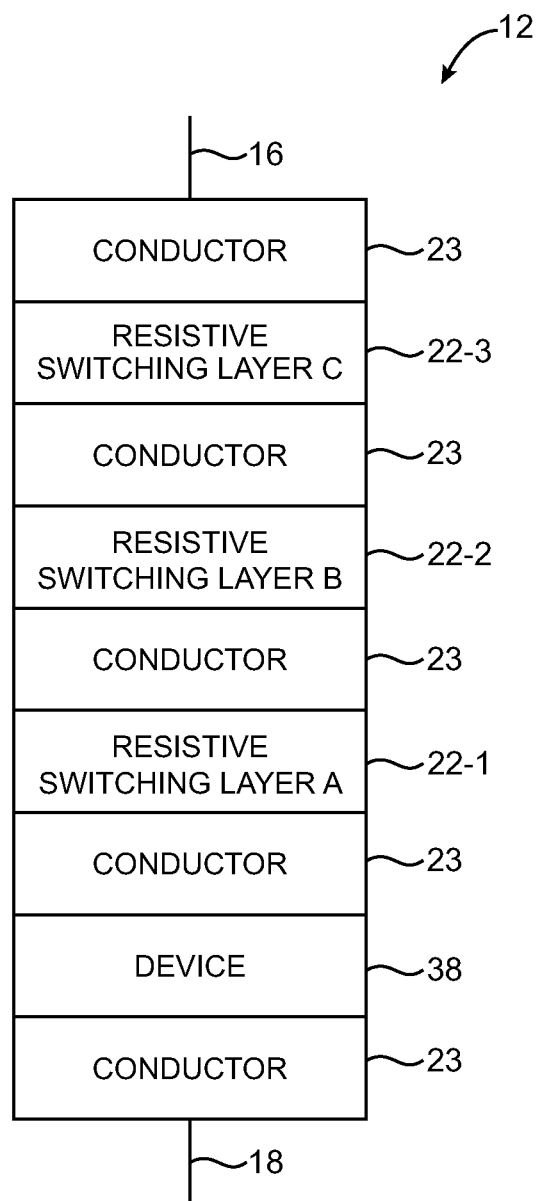 12
16
CONDUCTOR 23
RESISTIVE
SWITCHING LAYER C 22-3
CONDUCTOR 23
RESISTIVE
SWITCHING LAYER B 22-2
CONDUCTOR 23
RESISTIVE
SWITCHING LAYER A 22-1
CONDUCTOR 23
DEVICE 38
CONDUCTOR 23
18